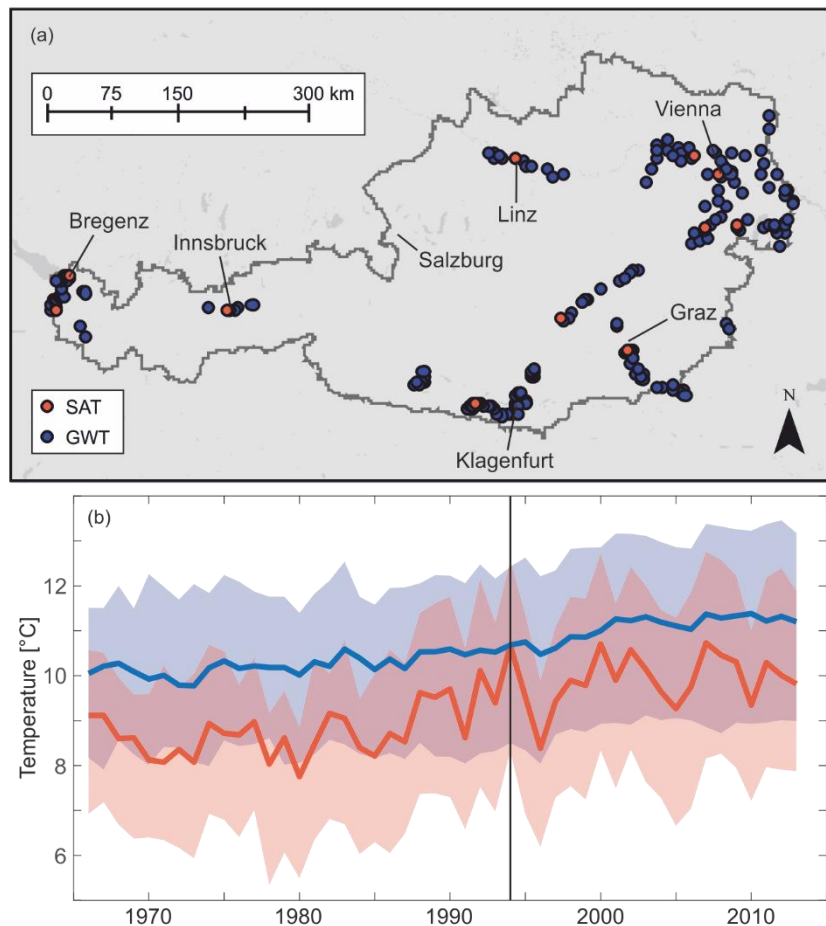 (a)
0 75 150 300 km
Vienna
Linz
Bregenz
Innsbruck
Salzburg
Graz
SAT
GWT
N
Klagenfurt
(b)
Temperature [°C]
12
10
8
6
1970 1980 1990 2000 2010